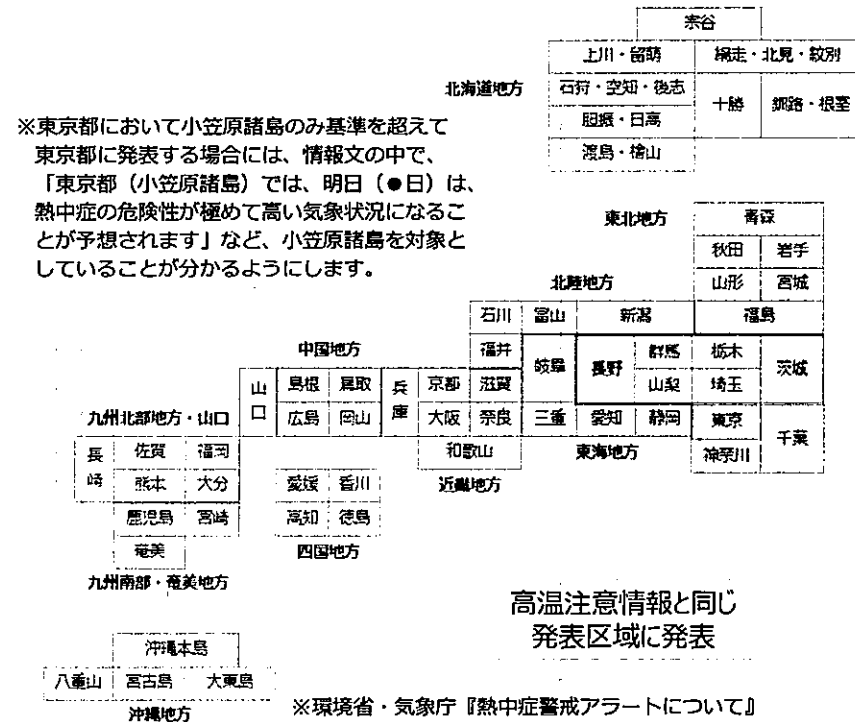 宗谷
上川・留萌 網走・北見・紋別
北海道地方 石狩・空知・後志 十勝 釧路・根室
胆振・日高
渡島・檜山
※東京都において小笠原諸島のみ基準を超えて
東京都に発表する場合には、情報文の中で、
「東京都（小笠原諸島）では、明日（●日）は、
熱中症の危険性が極めて高い気象状況になるこ
とが予想されます」など、小笠原諸島を対象と
していることが分かるようにします。
東北地方 青森
秋田 岩手
北陸地方 山形 宮城
石川 富山 新潟 福島
中国地方 福井 岐阜 長野 群馬 栃木 茨城
山口 島根 鳥取 兵庫 京都 滋賀 山梨 埼玉
九州北部地方・山口 広島 岡山 大阪 奈良 三重 愛知 静岡 東京 千葉
長崎 佐賀 福岡 和歌山 東海地方 神奈川
熊本 大分 愛媛 香川 近畿地方
鹿児島 宮崎 高知 徳島
奄美 四国地方
九州南部・奄美地方
高温注意情報と同じ
発表区域に発表
沖縄本島
八重山 宮古島 大東島
沖縄地方 ※環境省・気象庁『熱中症警戒アラートについて』